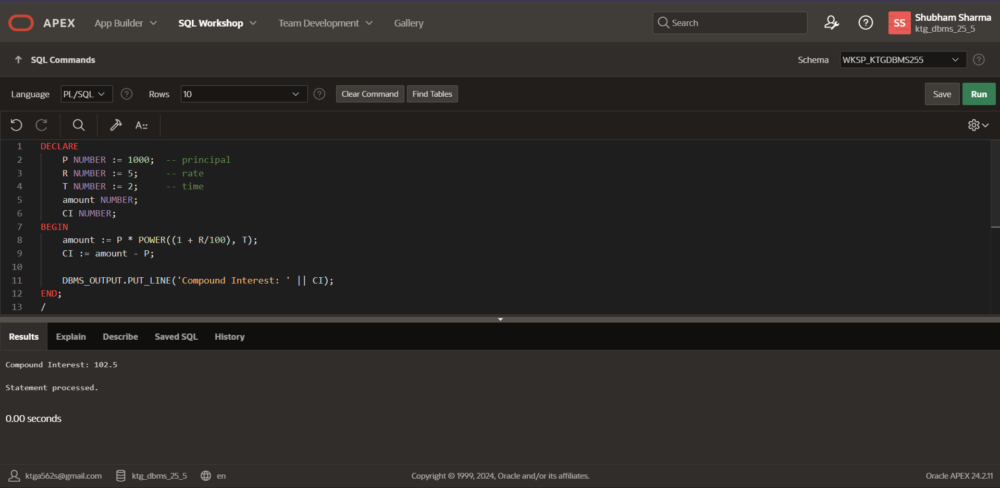 APEX App Builder SQL Workshop Team Development Gallery Search SS Shubham Sharma
ktg_dbms_25_5
SQL Commands Schema WKSP_KTGDBMS255 ?
Language PL/SQL ? Rows 10 ? Clear Command Find Tables Save Run
A::
1 DECLARE
2     P NUMBER := 1000;  -- principal
3     R NUMBER := 5;     -- rate
4     T NUMBER := 2;     -- time
5     amount NUMBER;
6     CI NUMBER;
7 BEGIN
8     amount := P * POWER((1 + R/100), T);
9     CI := amount - P;
10
11     DBMS_OUTPUT.PUT_LINE('Compound Interest: ' || CI);
12 END;
13 /
Results Explain Describe Saved SQL History
Compound Interest: 102.5
Statement processed.
0.00 seconds
ktga562s@gmail.com ktg_dbms_25_5 en Copyright © 1999, 2024, Oracle and/or its affiliates. Oracle APEX 24.2.11